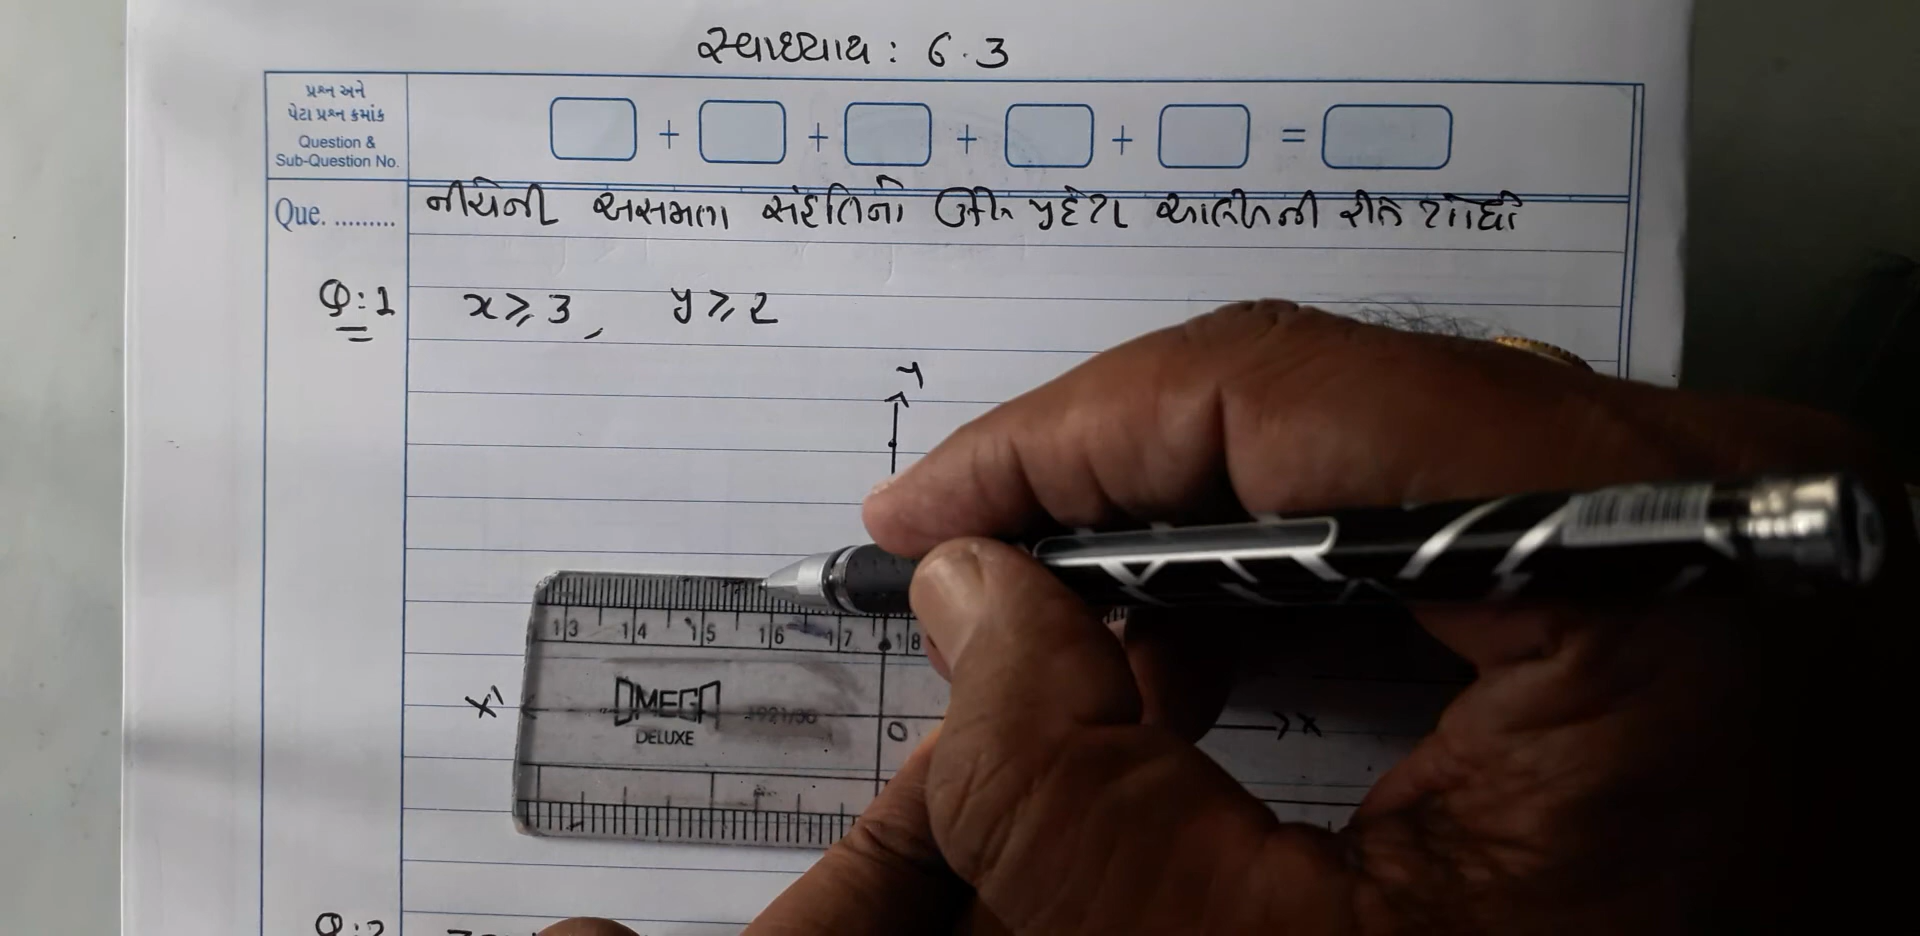 સ્વાધ્યાય : 6.3
પ્રશ્ન અને
પેટા પ્રશ્ન ક્રમાંક
Question &
Sub-Question No.
+ + + + =
Que. .........
નીચેની અસમતા સંહતિનો ઉકેલ પ્રદેશ આલેખની રીતે શોધો
Q:1 x ⩾ 3, y ⩾ 2
y
13 14 15 16 17 18
X' OMEGA
DELUXE
O
X
Q:2